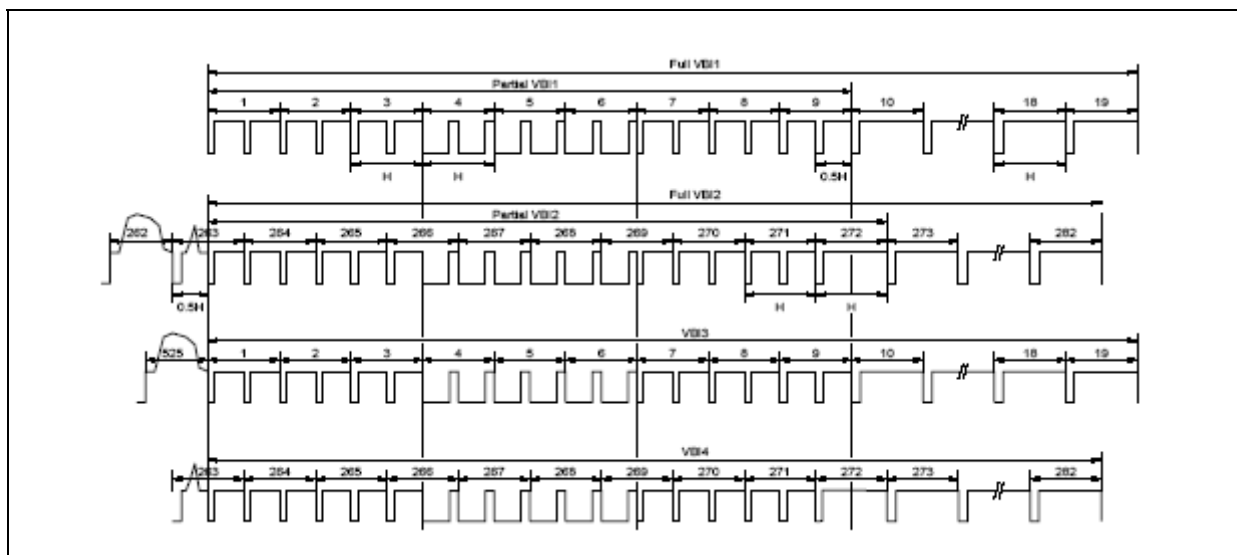 Full VBI1
Partial VBI1
1 2 3 4 5 6 7 8 9 10 18 19
H H 0.5H H
Full VBI2
Partial VBI2
262 263 264 265 266 267 268 269 270 271 272 273 282
0.5H H H
VBI3
525 1 2 3 4 5 6 7 8 9 10 18 19
VBI4
263 264 265 266 267 268 269 270 271 272 273 282